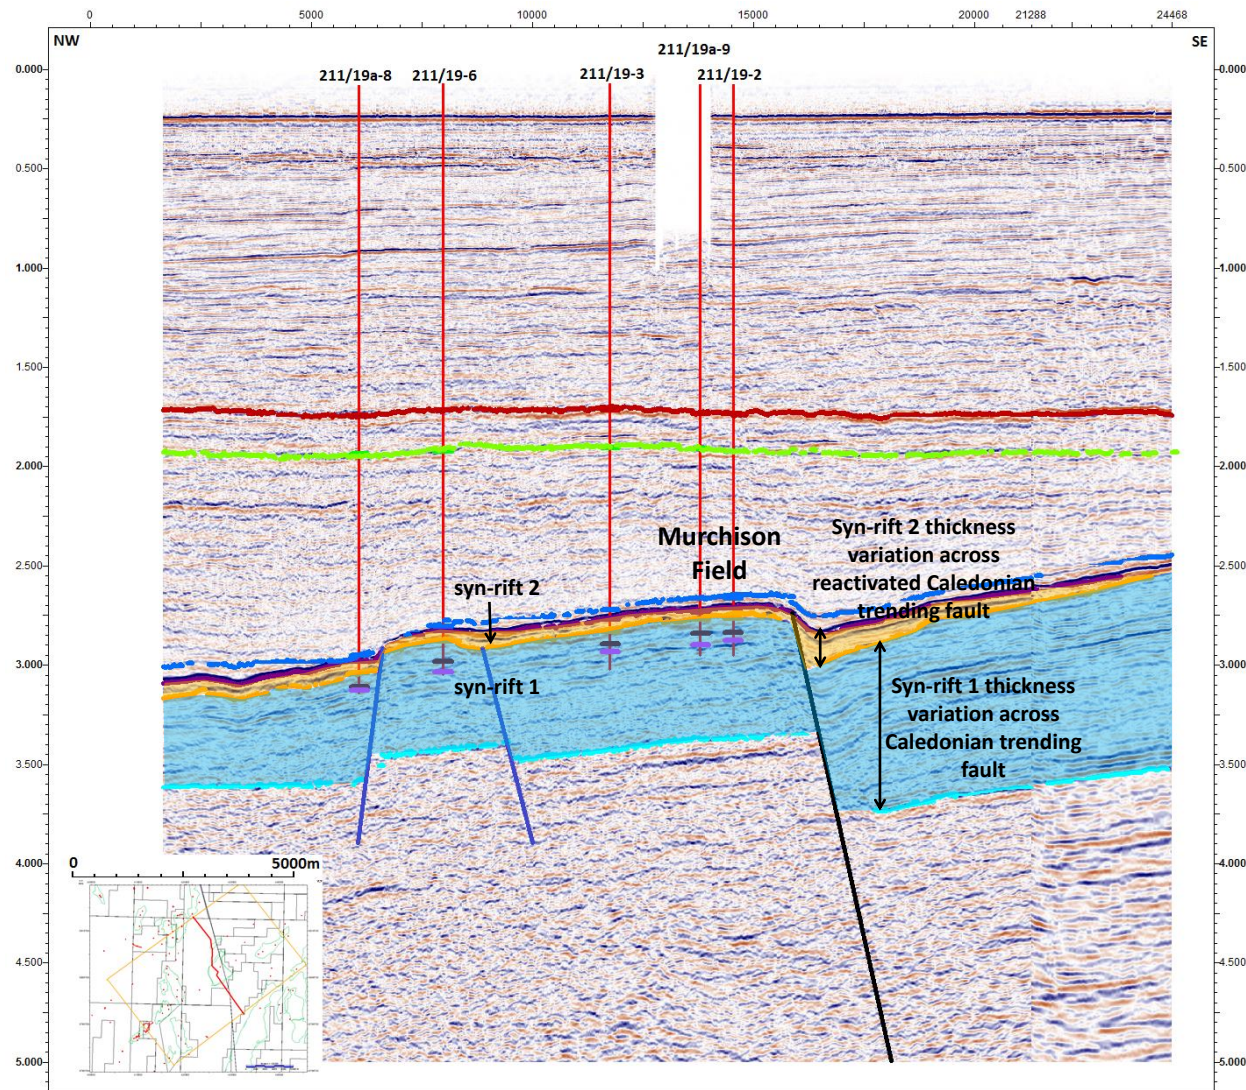 0 5000 10000 15000 20000 21288 24468
NW
SE
211/19a-9
211/19a-8 211/19-6 211/19-3 211/19-2
0.000 0.000
0.500 0.500
1.000 1.000
1.500 1.500
2.000 2.000
2.500 2.500
3.000 3.000
3.500 3.500
4.000 4.000
4.500 4.500
5.000 5.000
Murchison
Field
Syn-rift 2 thickness
variation across
reactivated Caledonian
trending fault
syn-rift 2
syn-rift 1
Syn-rift 1 thickness
variation across
Caledonian trending
fault
0 5000m